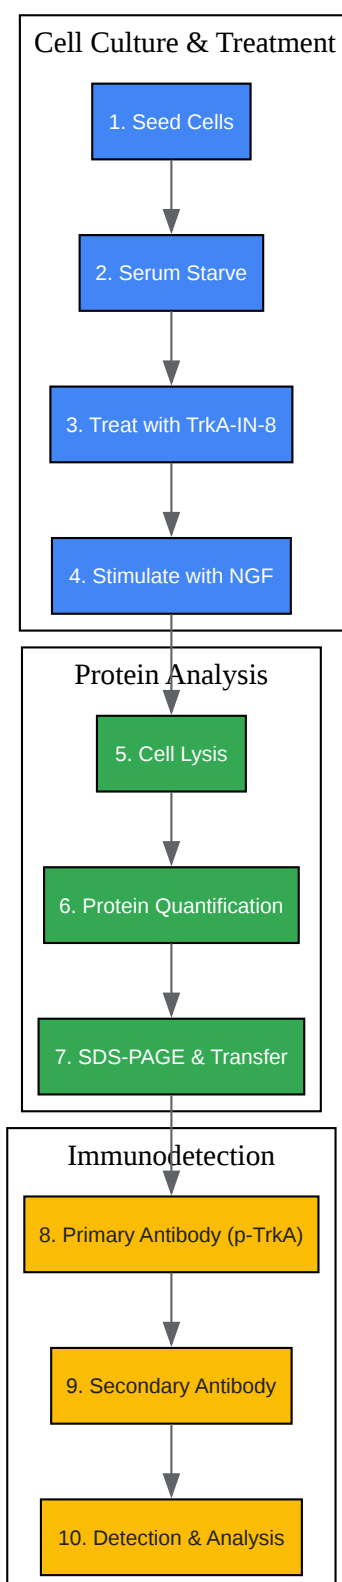 Cell Culture & Treatment
1. Seed Cells
2. Serum Starve
3. Treat with TrkA-IN-8
4. Stimulate with NGF
Protein Analysis
5. Cell Lysis
6. Protein Quantification
7. SDS-PAGE & Transfer
Immunodetection
8. Primary Antibody (p-TrkA)
9. Secondary Antibody
10. Detection & Analysis